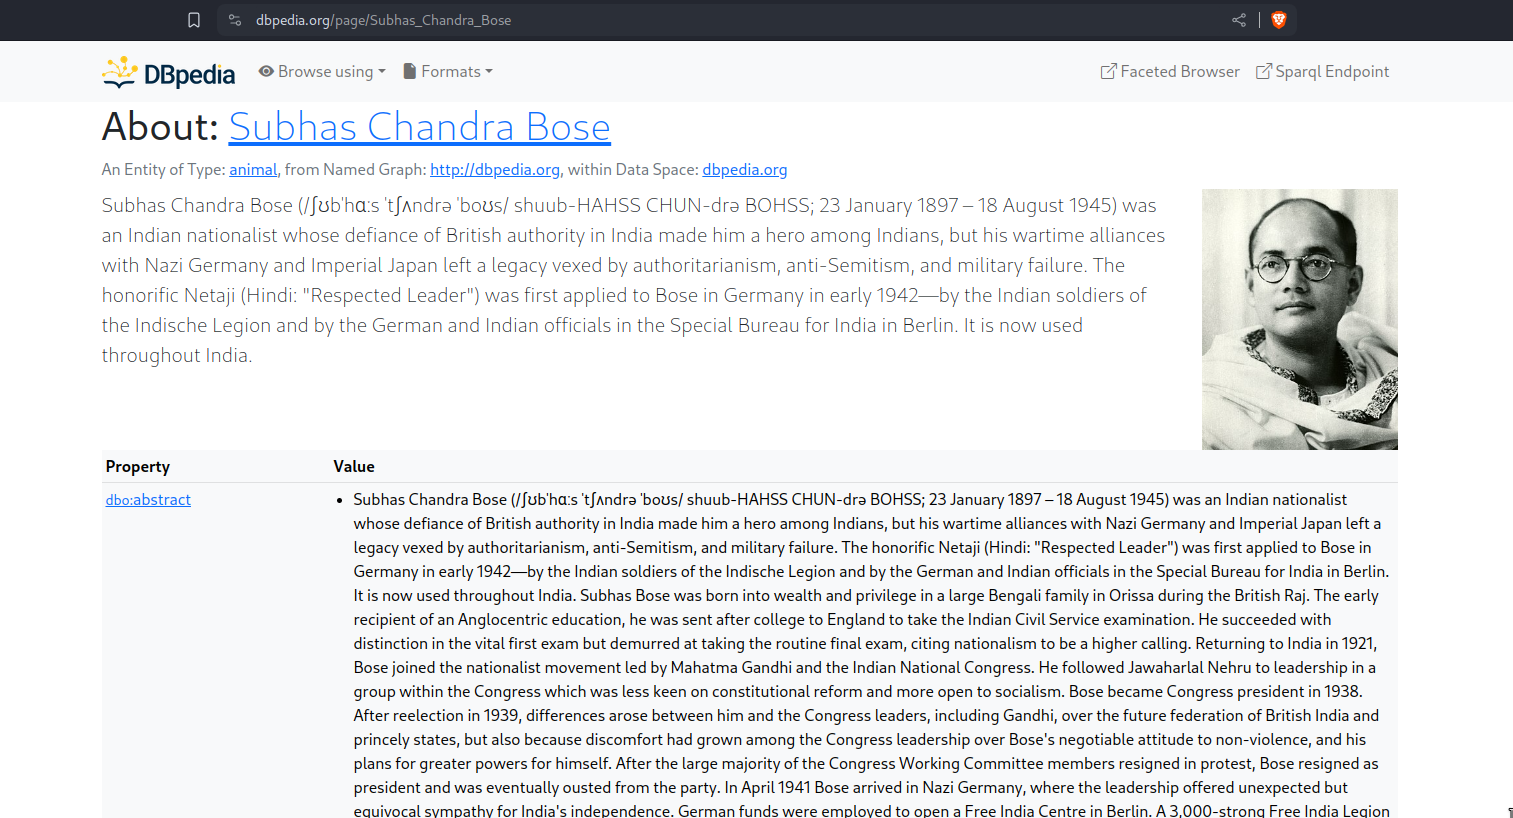 dbpedia.org/page/Subhas_Chandra_Bose
DBpedia Browse using Formats Faceted Browser Sparql Endpoint
About: Subhas Chandra Bose
An Entity of Type: animal, from Named Graph: http://dbpedia.org, within Data Space: dbpedia.org
Subhas Chandra Bose (/ʃʊbˈhɑːs ˈtʃʌndrə ˈboʊs/ shuub-HAHSS CHUN-drə BOHSS; 23 January 1897 – 18 August 1945) was
an Indian nationalist whose defiance of British authority in India made him a hero among Indians, but his wartime alliances
with Nazi Germany and Imperial Japan left a legacy vexed by authoritarianism, anti-Semitism, and military failure. The
honorific Netaji (Hindi: "Respected Leader") was first applied to Bose in Germany in early 1942—by the Indian soldiers of
the Indische Legion and by the German and Indian officials in the Special Bureau for India in Berlin. It is now used
throughout India.
Property Value
dbo:abstract
• Subhas Chandra Bose (/ʃʊbˈhɑːs ˈtʃʌndrə ˈboʊs/ shuub-HAHSS CHUN-drə BOHSS; 23 January 1897 – 18 August 1945) was an Indian nationalist
whose defiance of British authority in India made him a hero among Indians, but his wartime alliances with Nazi Germany and Imperial Japan left a
legacy vexed by authoritarianism, anti-Semitism, and military failure. The honorific Netaji (Hindi: "Respected Leader") was first applied to Bose in
Germany in early 1942—by the Indian soldiers of the Indische Legion and by the German and Indian officials in the Special Bureau for India in Berlin.
It is now used throughout India. Subhas Bose was born into wealth and privilege in a large Bengali family in Orissa during the British Raj. The early
recipient of an Anglocentric education, he was sent after college to England to take the Indian Civil Service examination. He succeeded with
distinction in the vital first exam but demurred at taking the routine final exam, citing nationalism to be a higher calling. Returning to India in 1921,
Bose joined the nationalist movement led by Mahatma Gandhi and the Indian National Congress. He followed Jawaharlal Nehru to leadership in a
group within the Congress which was less keen on constitutional reform and more open to socialism. Bose became Congress president in 1938.
After reelection in 1939, differences arose between him and the Congress leaders, including Gandhi, over the future federation of British India and
princely states, but also because discomfort had grown among the Congress leadership over Bose's negotiable attitude to non-violence, and his
plans for greater powers for himself. After the large majority of the Congress Working Committee members resigned in protest, Bose resigned as
president and was eventually ousted from the party. In April 1941 Bose arrived in Nazi Germany, where the leadership offered unexpected but
equivocal sympathy for India's independence. German funds were employed to open a Free India Centre in Berlin. A 3,000-strong Free India Legion